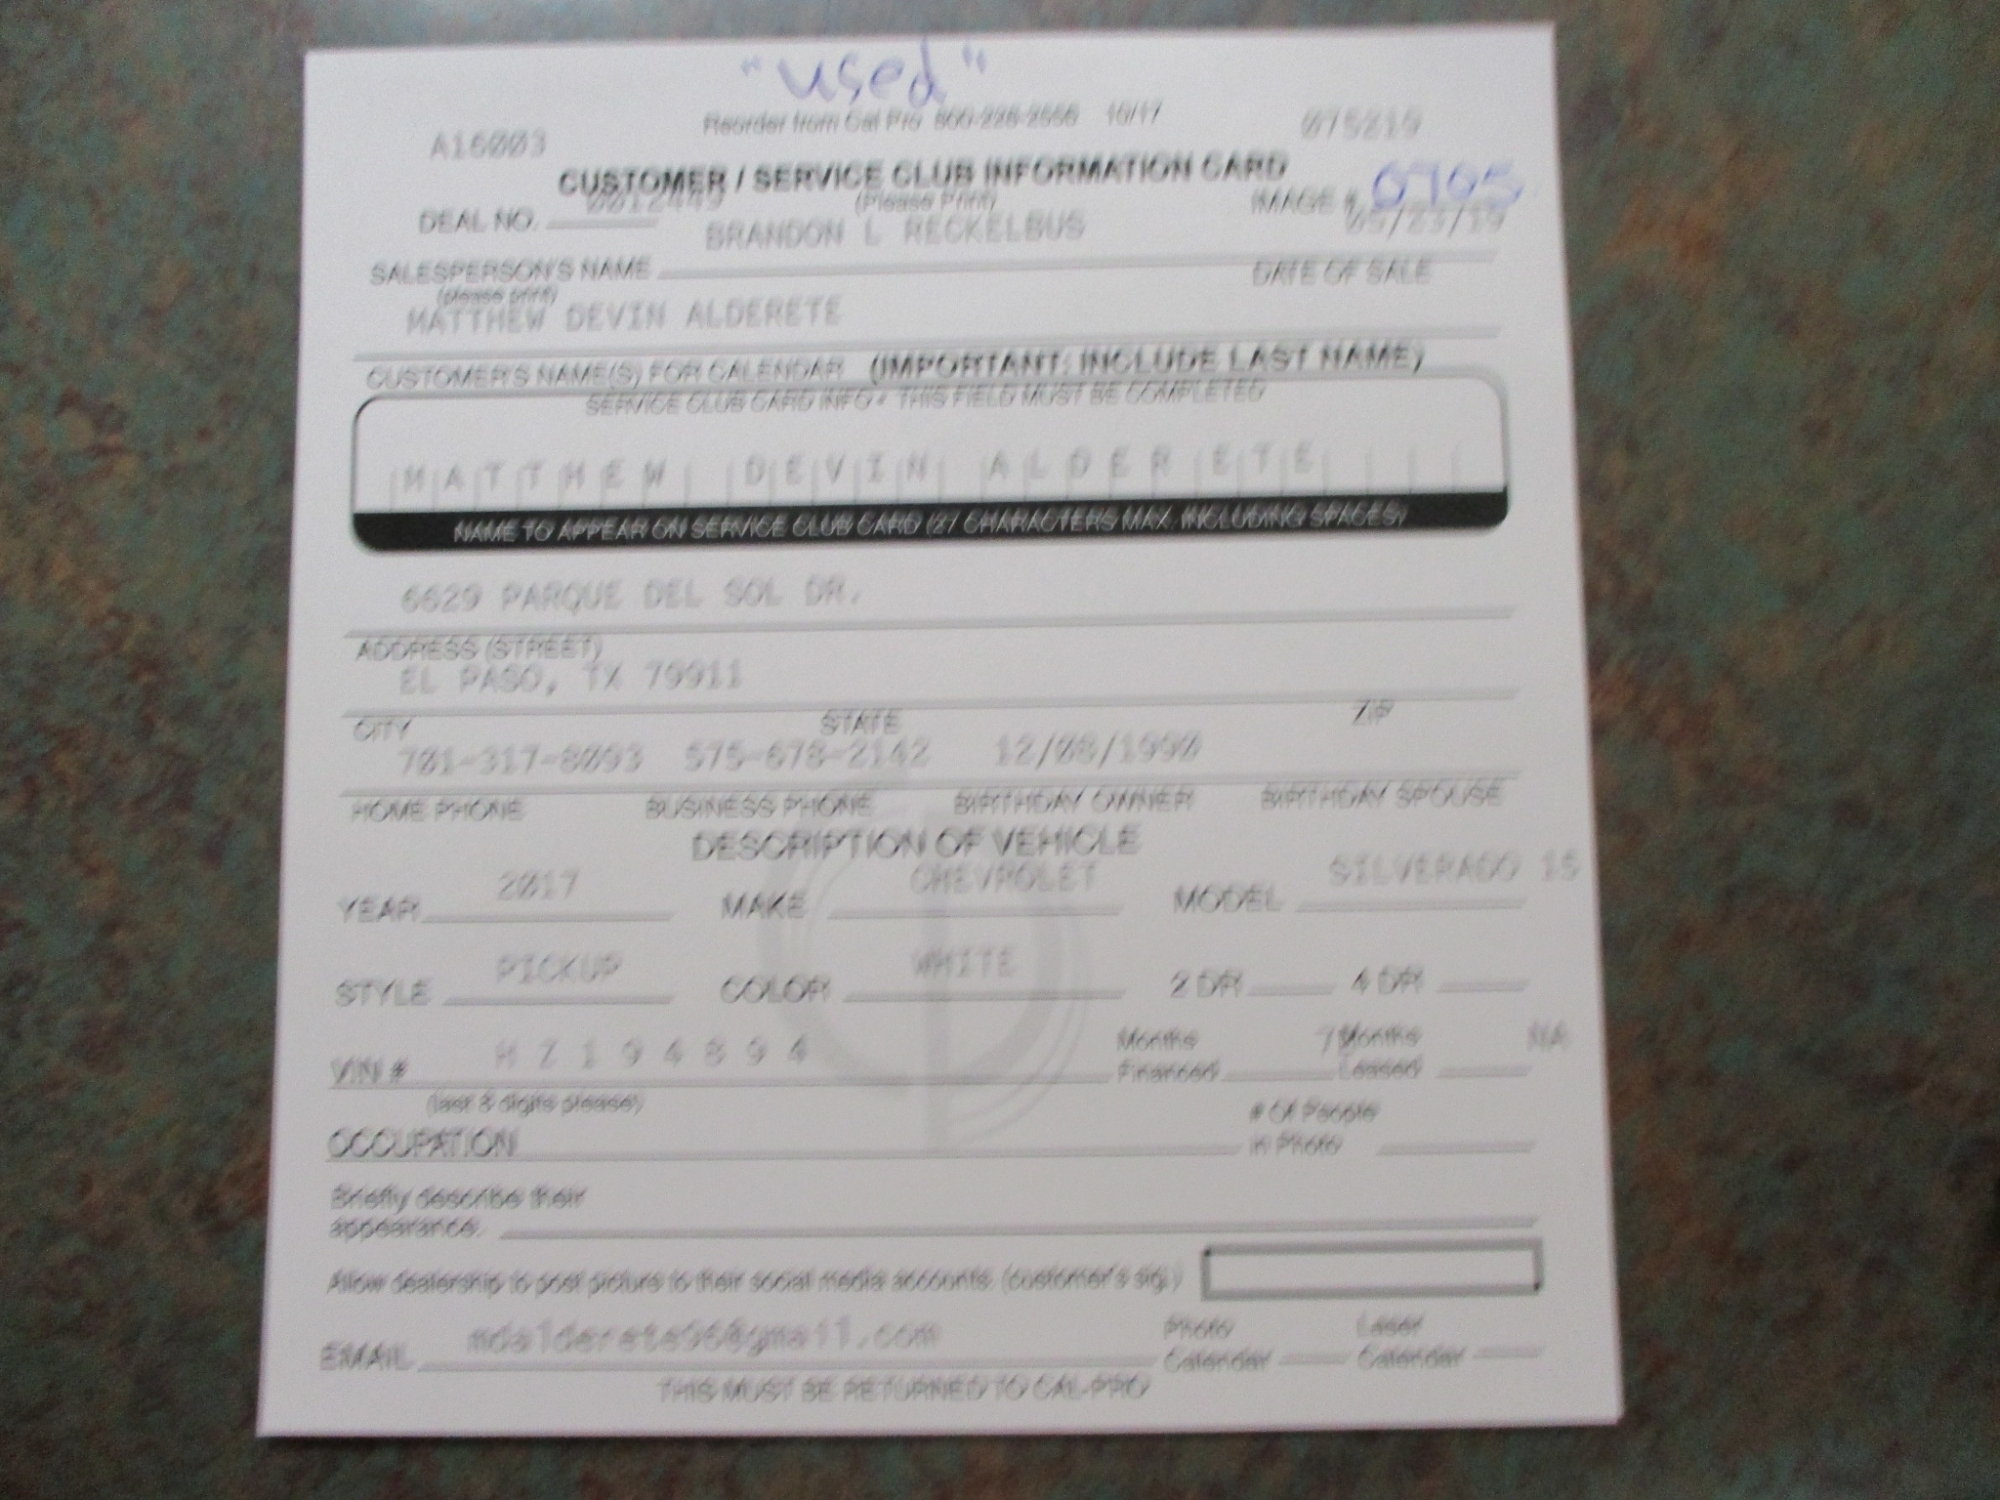 "used"
Reorder from Cal Pro 800-226-2556 10/17
A16003 075219
CUSTOMER / SERVICE CLUB INFORMATION CARD
(Please Print)
DEAL NO. 0012449 IMAGE # 0705
BRANDON L RECKELBUS 05/23/19
SALESPERSON'S NAME DATE OF SALE
(please print)
MATTHEW DEVIN ALDERETE
CUSTOMER'S NAME(S) FOR CALENDAR (IMPORTANT: INCLUDE LAST NAME)
SERVICE CLUB CARD INFO - THIS FIELD MUST BE COMPLETED
MATTHEW DEVIN ALDERETE
NAME TO APPEAR ON SERVICE CLUB CARD (27 CHARACTERS MAX. INCLUDING SPACES)
6629 PARQUE DEL SOL DR.
ADDRESS (STREET)
EL PASO, TX 79911
CITY STATE ZIP
701-317-8093 575-678-2142 12/08/1990
HOME PHONE BUSINESS PHONE BIRTHDAY OWNER BIRTHDAY SPOUSE
DESCRIPTION OF VEHICLE
YEAR 2017 MAKE CHEVROLET MODEL SILVERADO 15
STYLE PICKUP COLOR WHITE 2 DR 4 DR
VIN # HZ194894 Months Financed Months Leased NA
(last 8 digits please)
OCCUPATION # Of People in Photo
Briefly describe their
appearance.
Allow dealership to post picture to their social media accounts. (customer's sig.)
EMAIL Photo Calendar Laser Calendar
THIS MUST BE RETURNED TO CAL-PRO